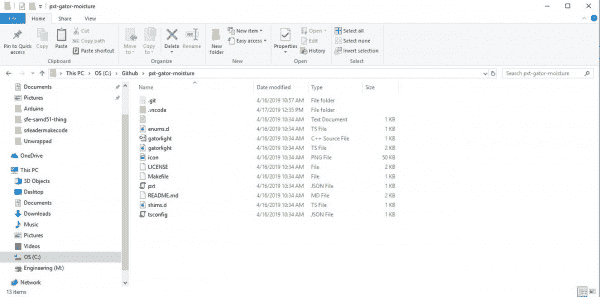 pxt-gator-moisture
File Home Share View
Pin to Quick access
Copy
Paste
Cut
Copy path
Paste shortcut
Clipboard
Move to
Copy to
Delete
Rename
Organize
New folder
New item
Easy access
New
Properties
Open
Edit
History
Open
Select all
Select none
Invert selection
Select
This PC > OS (C:) > Github > pxt-gator-moisture
Search pxt-gator-moisture
Name Date modified Type Size
.git 4/16/2019 10:57 AM File folder
.vscode 4/17/2019 12:35 PM File folder
4/16/2019 10:34 AM Text Document 1 KB
enums.d 4/16/2019 10:34 AM TS File 1 KB
gatorlight 4/16/2019 10:34 AM C++ Source File 1 KB
gatorlight 4/16/2019 10:34 AM TS File 2 KB
icon 4/16/2019 10:34 AM PNG File 50 KB
LICENSE 4/16/2019 10:34 AM File 2 KB
Makefile 4/16/2019 10:34 AM File 1 KB
pxt 4/16/2019 10:34 AM JSON File 1 KB
README.md 4/16/2019 10:34 AM MD File 2 KB
shims.d 4/16/2019 10:34 AM TS File 1 KB
tsconfig 4/16/2019 10:34 AM JSON File 1 KB
Documents
Pictures
Arduino
sfe-samd51-thing
srleadermakecode
Unwrapped
OneDrive
This PC
3D Objects
Desktop
Documents
Downloads
Music
Pictures
Videos
OS (C:)
Engineering (M:)
Network
13 items